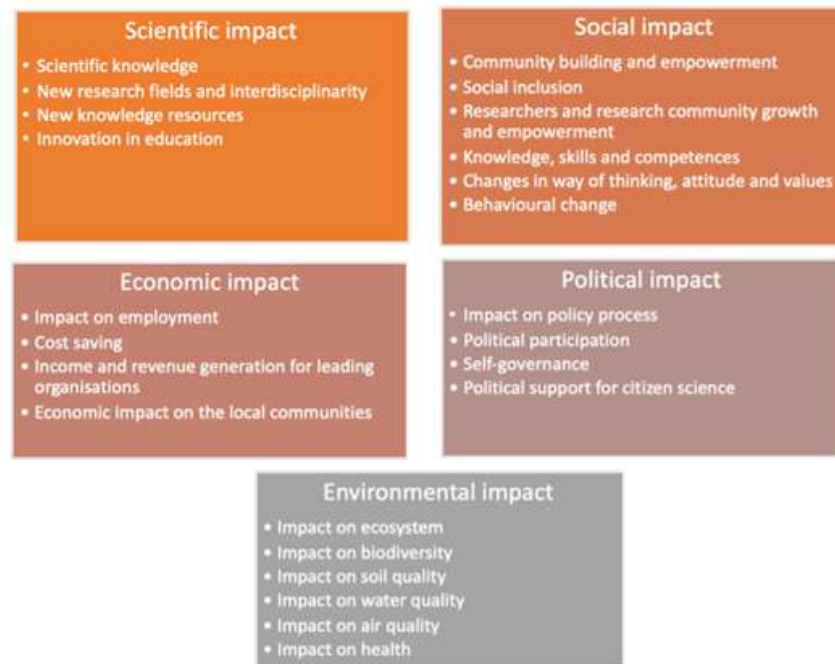 Scientific impact
• Scientific knowledge
• New research fields and interdisciplinarity
• New knowledge resources
• Innovation in education
Social impact
• Community building and empowerment
• Social inclusion
• Researchers and research community growth
and empowerment
• Knowledge, skills and competences
• Changes in way of thinking, attitude and values
• Behavioural change
Economic impact
• Impact on employment
• Cost saving
• Income and revenue generation for leading
organisations
• Economic impact on the local communities
Political impact
• Impact on policy process
• Political participation
• Self-governance
• Political support for citizen science
Environmental impact
• Impact on ecosystem
• Impact on biodiversity
• Impact on soil quality
• Impact on water quality
• Impact on air quality
• Impact on health